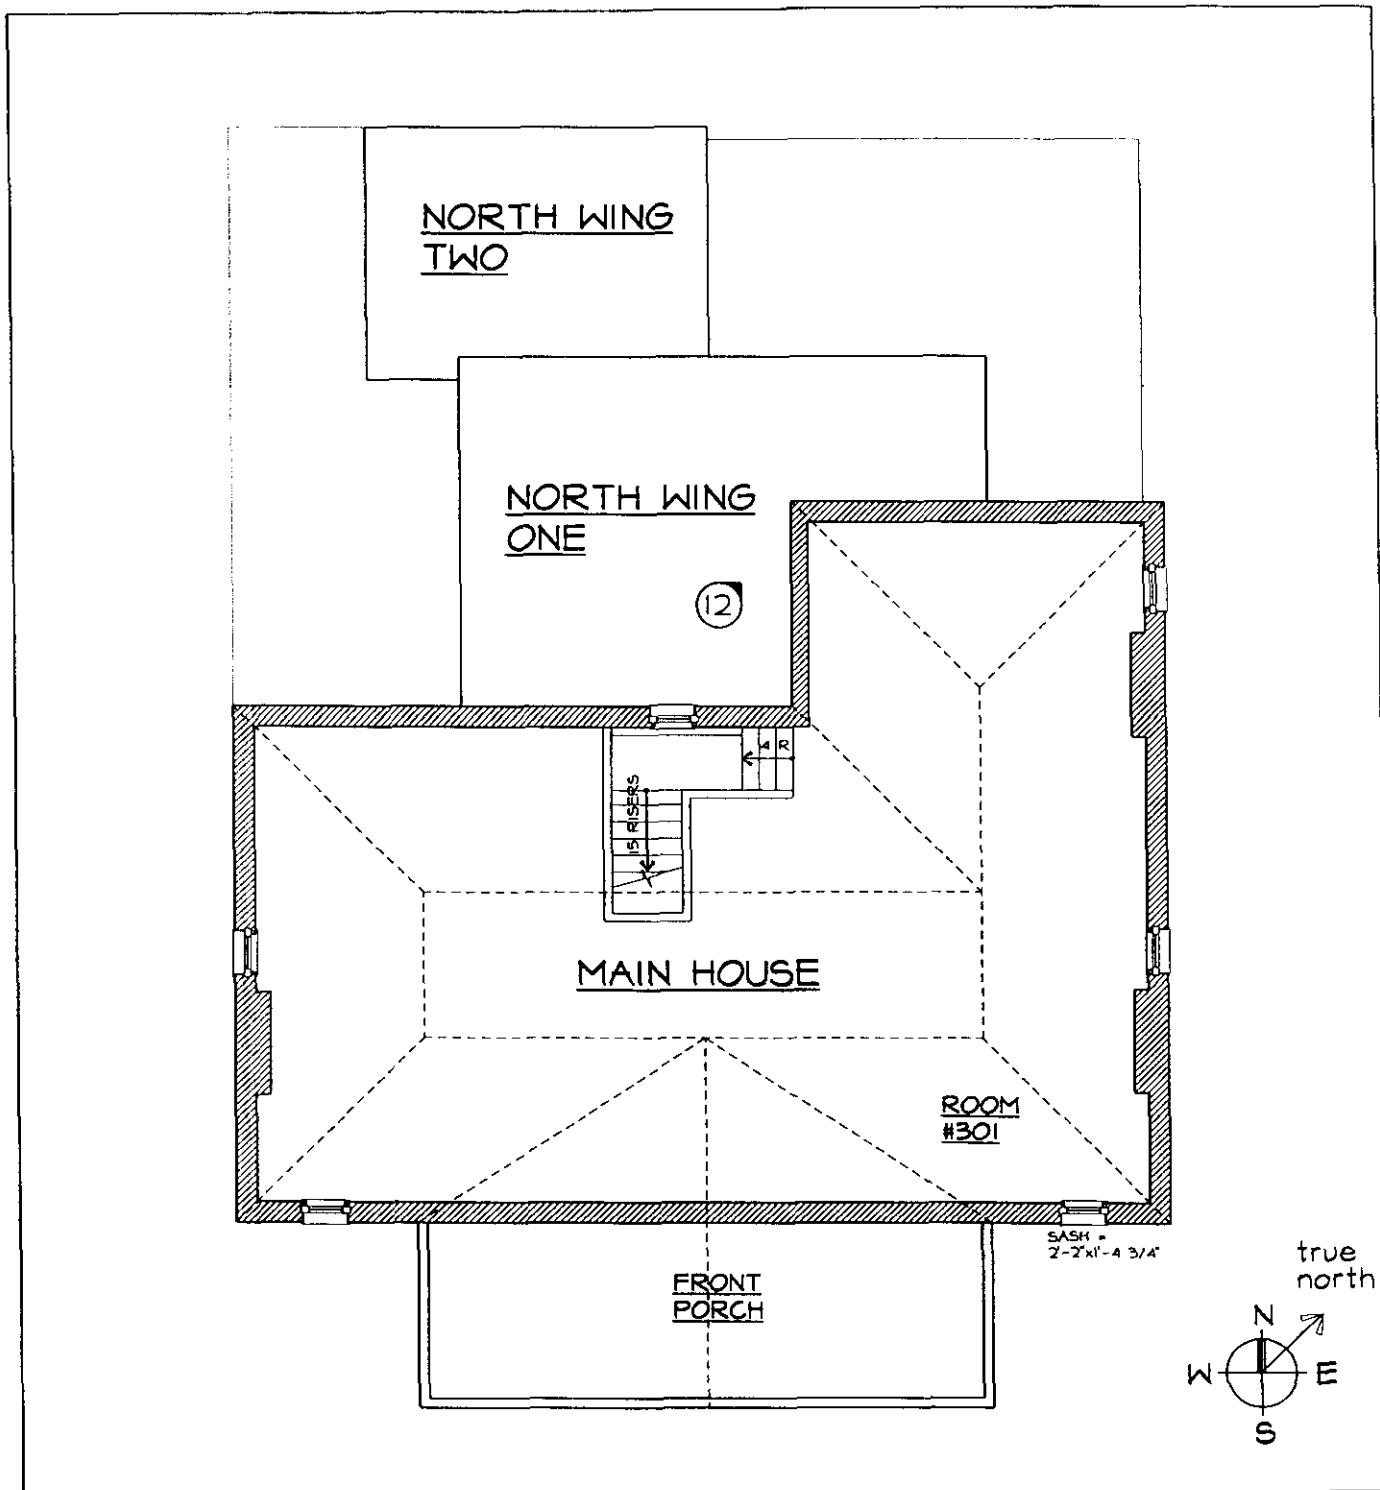 NORTH WING
TWO
NORTH WING
ONE
12
4 R
15 RISERS
MAIN HOUSE
ROOM
#301
SASH =
2'-2"x1'-4 3/4"
FRONT
PORCH
true
north
N
W E
S